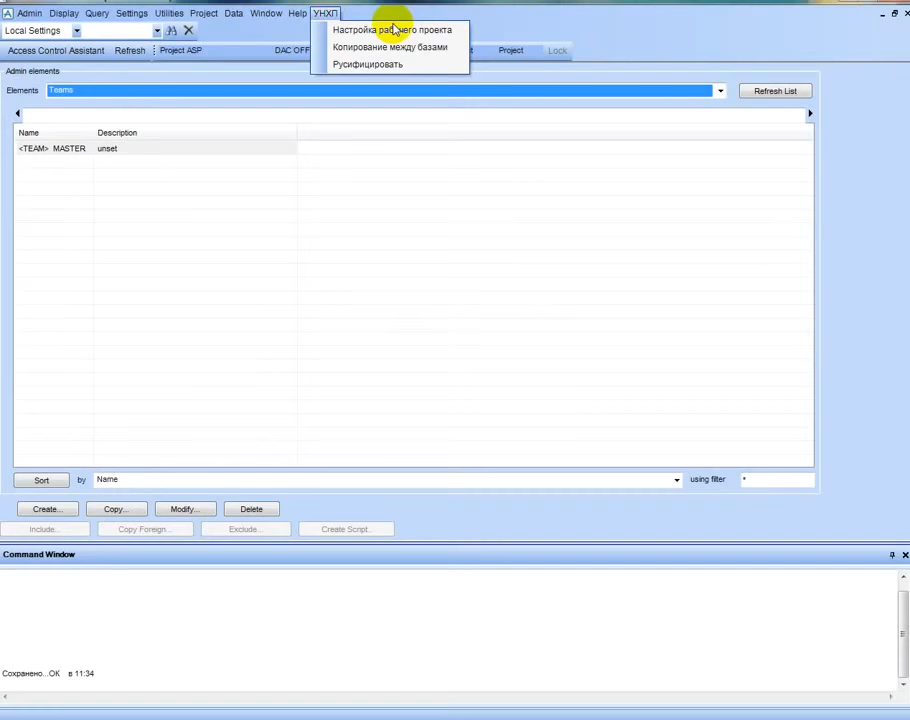 Admin Display Query Settings Utilities Project Data Window Help УНХП
Настройка рабочего проекта
Копирование между базами
Русифицировать
Local Settings
Access Control Assistant Refresh Project ASP DAC OFF Project Lock
Admin elements
Elements Teams Refresh List
Name Description
<TEAM> MASTER unset
Sort by Name using filter *
Create... Copy... Modify... Delete
Include... Copy Foreign... Exclude... Create Script...
Command Window
Сохранено...ОК в 11:34